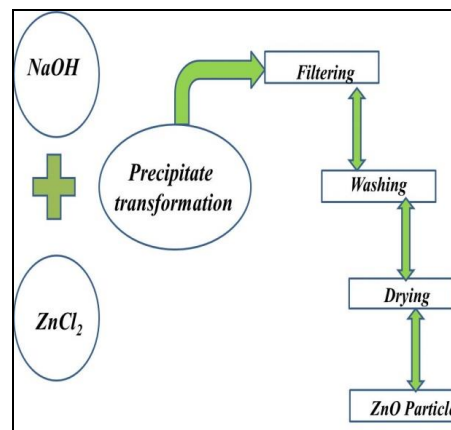 NaOH
ZnCl₂
Precipitate
transformation
Filtering
Washing
Drying
ZnO Particle